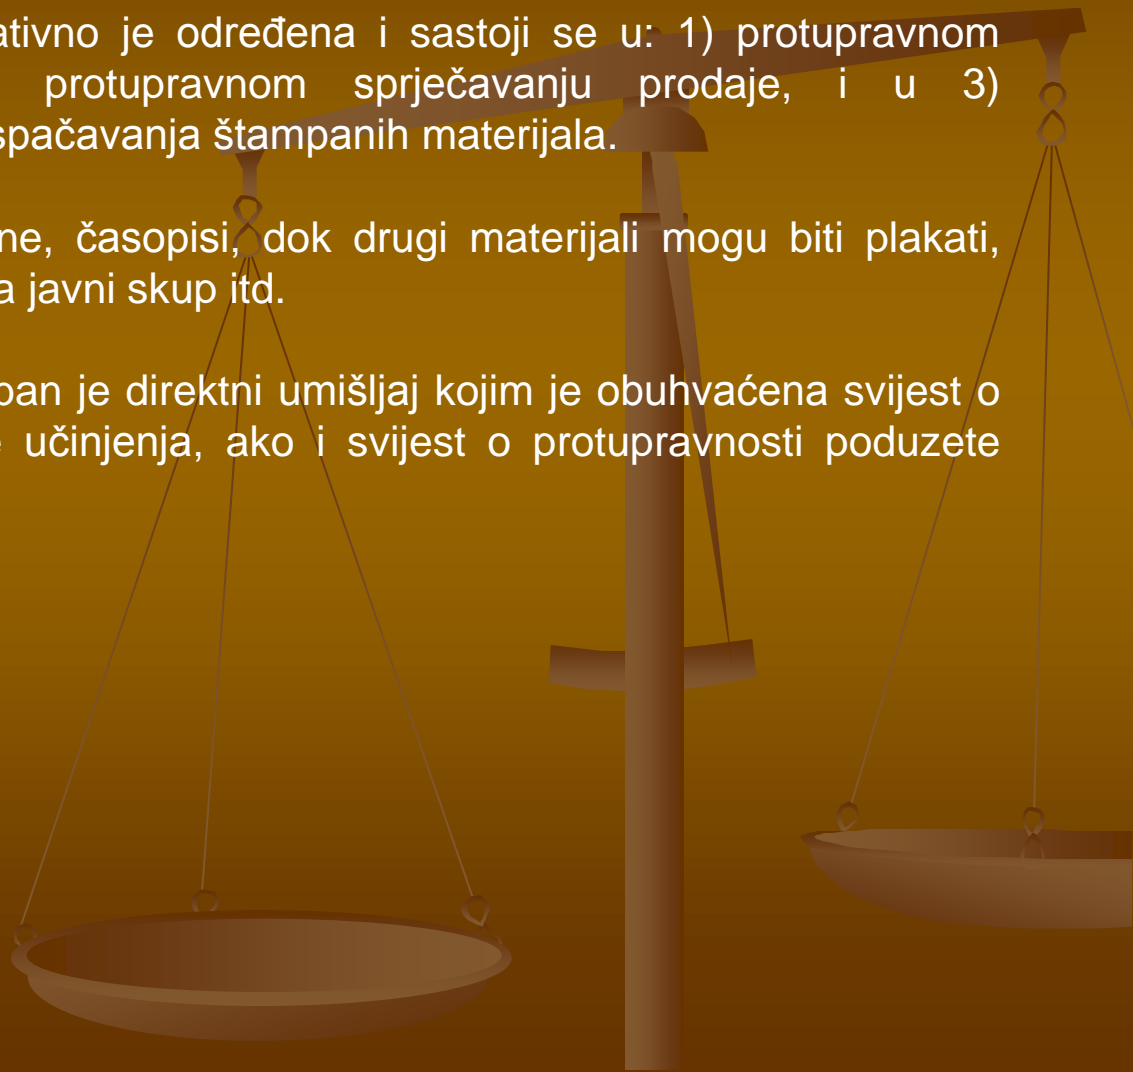 ativno je određena i sastoji se u: 1) protupravnom
protupravnom sprječavanju prodaje, i u 3)
spačavanja štampanih materijala.
ne, časopisi, dok drugi materijali mogu biti plakati,
a javni skup itd.
ban je direktni umišljaj kojim je obuhvaćena svijest o
e učinjenja, ako i svijest o protupravnosti poduzete